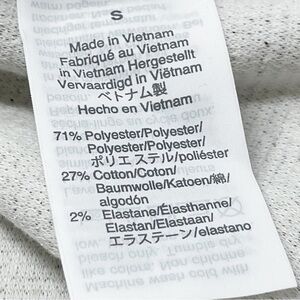 S
Made in Vietnam
Fabriqué au Vietnam
in Vietnam Hergestellt
Vervaardigd in Viëtnam
ベトナム製
Hecho en Vietnam
71% Polyester/Polyester/
Polyester/Polyester/
ポリエステル/poliéster
27% Cotton/Coton/
Baumwolle/Katoen/綿/
algodón
2% Elastane/Élasthanne/
Elastan/Elastaan/
エラステーン/elastano